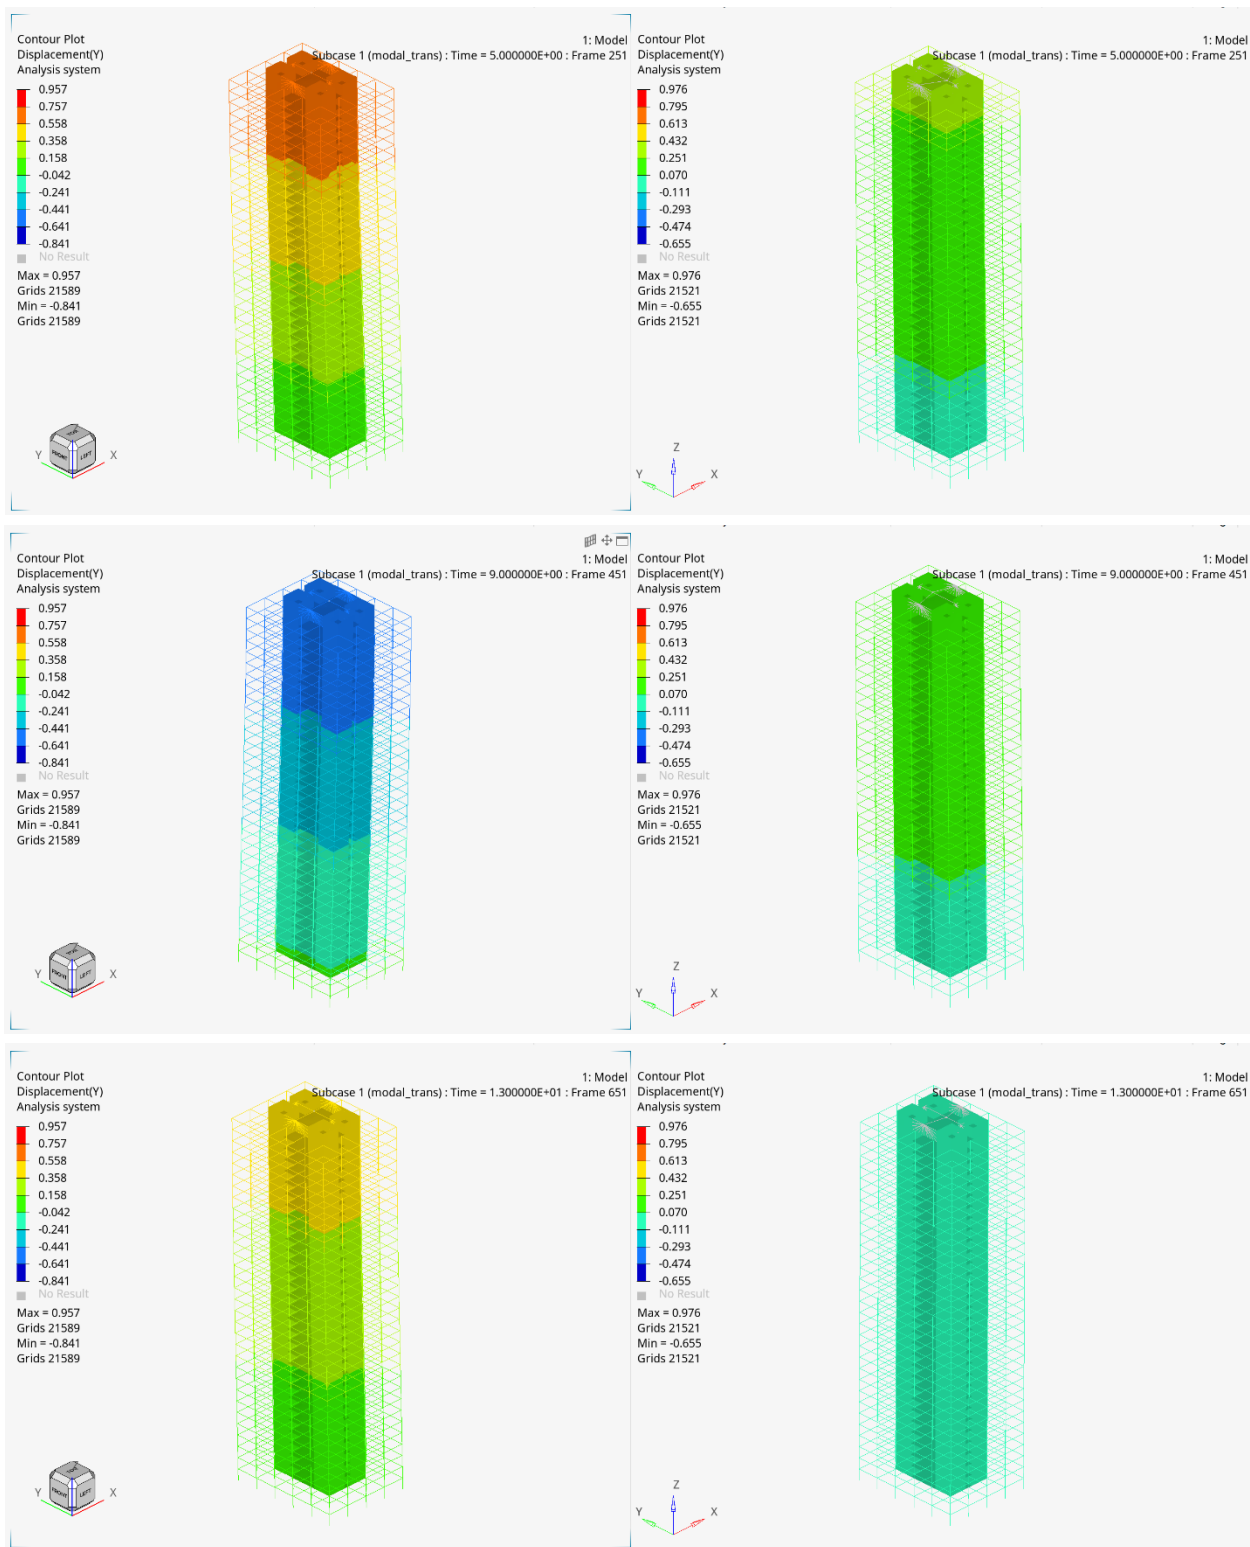 Contour Plot
Displacement(Y)
Analysis system
0.957
0.757
0.558
0.358
0.158
-0.042
-0.241
-0.441
-0.641
-0.841
No Result
Max = 0.957
Grids 21589
Min = -0.841
Grids 21589
1: Model
Subcase 1 (modal_trans) : Time = 5.000000E+00 : Frame 251
TOP
FRONT
LEFT
Y
X
Contour Plot
Displacement(Y)
Analysis system
0.976
0.795
0.613
0.432
0.251
0.070
-0.111
-0.293
-0.474
-0.655
No Result
Max = 0.976
Grids 21521
Min = -0.655
Grids 21521
1: Model
Subcase 1 (modal_trans) : Time = 5.000000E+00 : Frame 251
Z
Y
X
Contour Plot
Displacement(Y)
Analysis system
0.957
0.757
0.558
0.358
0.158
-0.042
-0.241
-0.441
-0.641
-0.841
No Result
Max = 0.957
Grids 21589
Min = -0.841
Grids 21589
1: Model
Subcase 1 (modal_trans) : Time = 9.000000E+00 : Frame 451
TOP
FRONT
LEFT
Y
X
Contour Plot
Displacement(Y)
Analysis system
0.976
0.795
0.613
0.432
0.251
0.070
-0.111
-0.293
-0.474
-0.655
No Result
Max = 0.976
Grids 21521
Min = -0.655
Grids 21521
1: Model
Subcase 1 (modal_trans) : Time = 9.000000E+00 : Frame 451
Z
Y
X
Contour Plot
Displacement(Y)
Analysis system
0.957
0.757
0.558
0.358
0.158
-0.042
-0.241
-0.441
-0.641
-0.841
No Result
Max = 0.957
Grids 21589
Min = -0.841
Grids 21589
1: Model
Subcase 1 (modal_trans) : Time = 1.300000E+01 : Frame 651
TOP
FRONT
LEFT
Y
X
Contour Plot
Displacement(Y)
Analysis system
0.976
0.795
0.613
0.432
0.251
0.070
-0.111
-0.293
-0.474
-0.655
No Result
Max = 0.976
Grids 21521
Min = -0.655
Grids 21521
1: Model
Subcase 1 (modal_trans) : Time = 1.300000E+01 : Frame 651
Z
Y
X